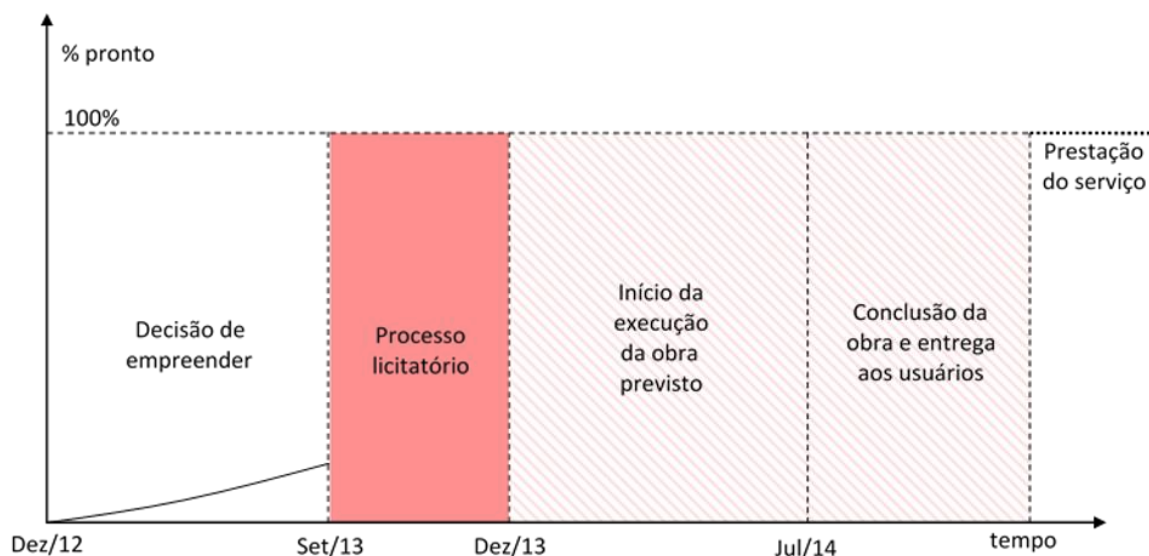 % pronto
100%
Prestação
do serviço
Decisão de
empreender
Processo
licitatório
Início da
execução
da obra
previsto
Conclusão da
obra e entrega
aos usuários
Dez/12
Set/13
Dez/13
Jul/14
tempo